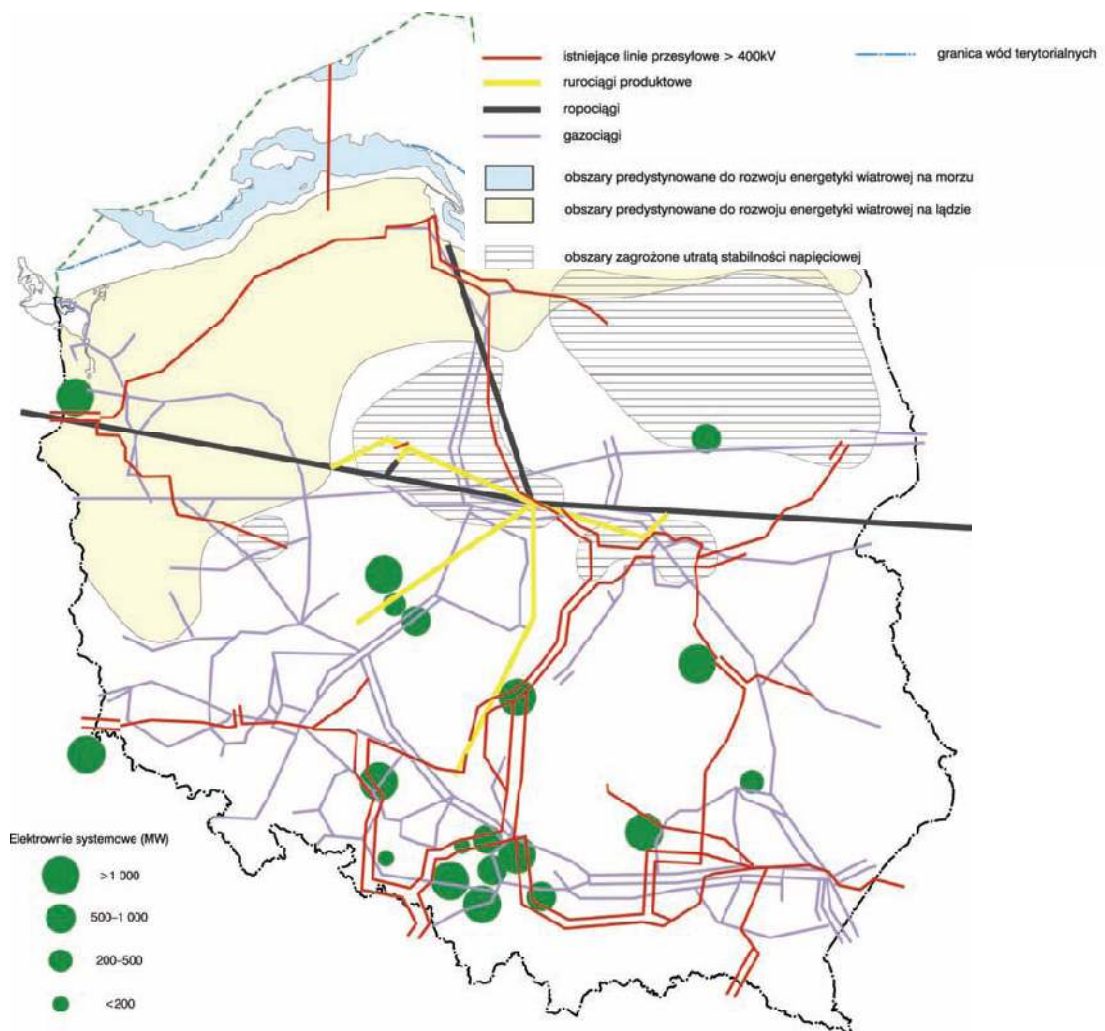 istniejące linie przesyłowe > 400kV
granica wód terytorialnych
rurociągi produktowe
ropociągi
gazociągi
obszary predystynowane do rozwoju energetyki wiatrowej na morzu
obszary predystynowane do rozwoju energetyki wiatrowej na lądzie
obszary zagrożone utratą stabilności napięciowej
Elektrownie systemowe (MW)
>1 000
500–1 000
200–500
<200